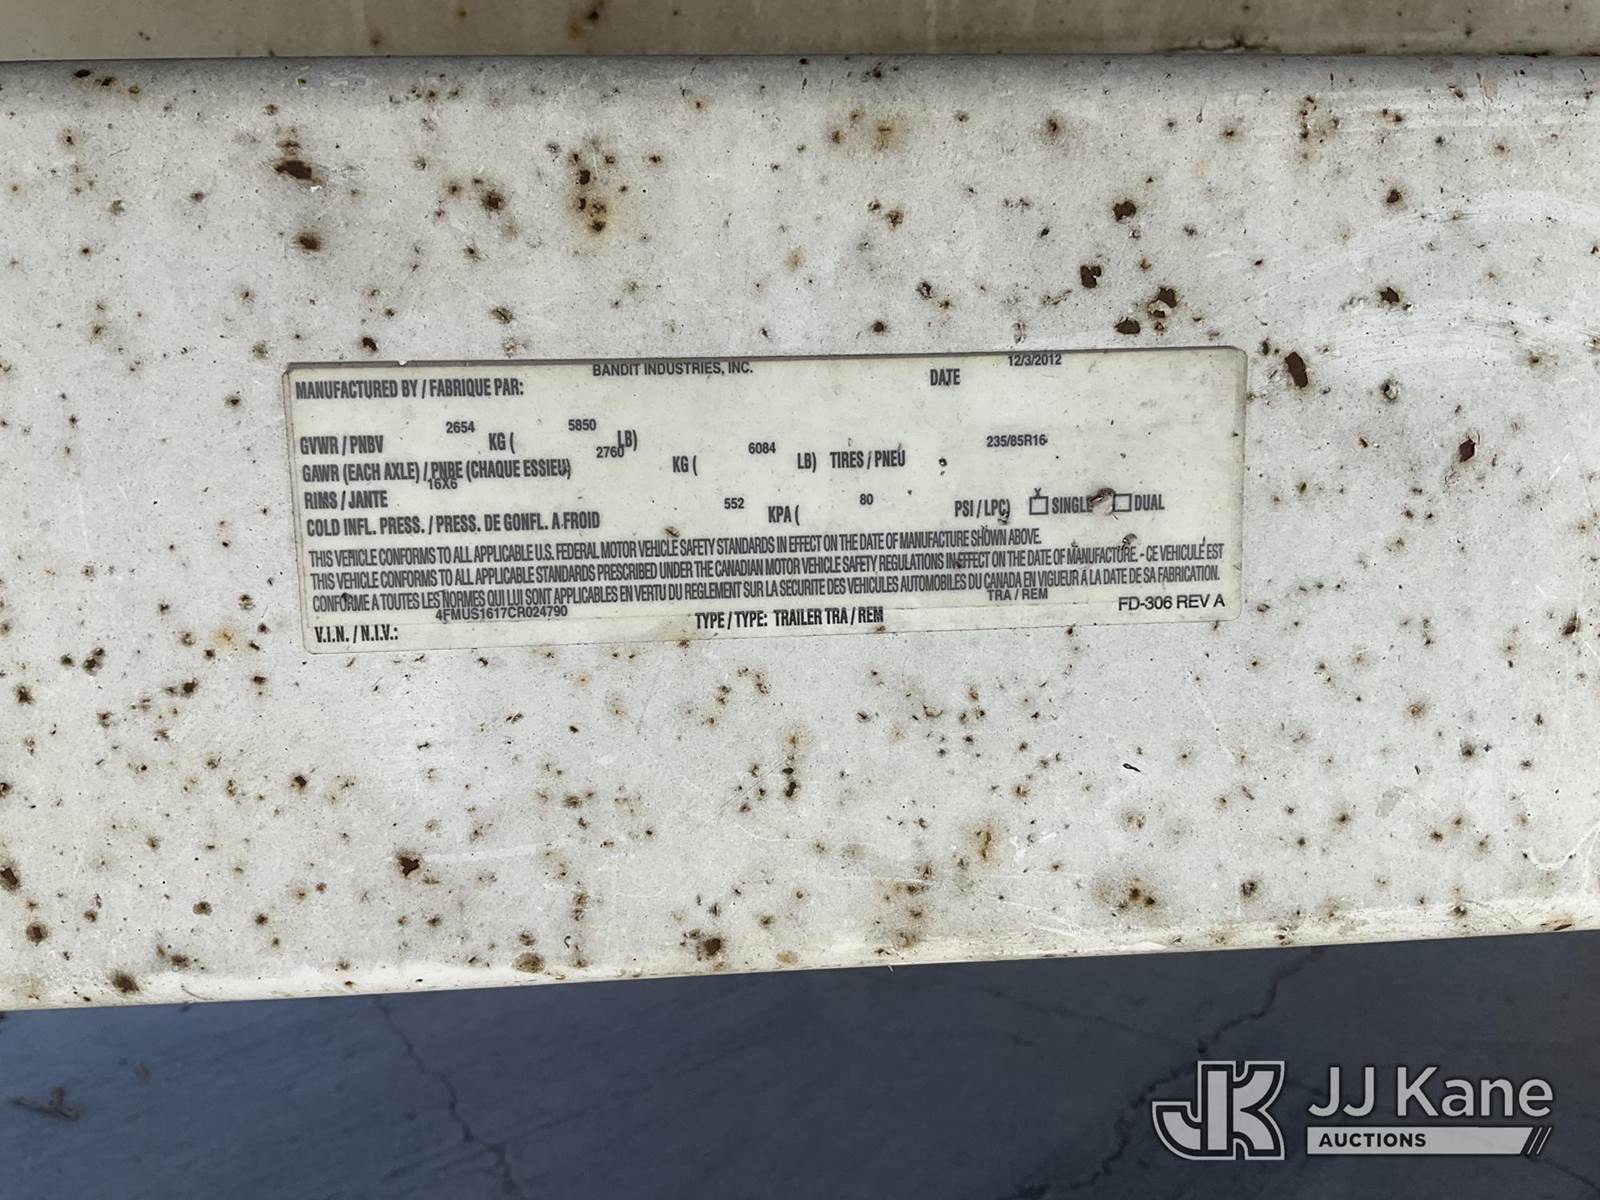 BANDIT INDUSTRIES, INC. 12/3/2012
MANUFACTURED BY / FABRIQUE PAR: DATE
2654 5850
GVWR / PNBV KG ( LB)
2760 6084 235/85R16
GAWR (EACH AXLE) / PNBE (CHAQUE ESSIEU) KG ( LB) TIRES / PNEU
16X6
RIMS / JANTE
552 80 X
COLD INFL. PRESS. / PRESS. DE GONFL. A FROID KPA ( PSI / LPC) SINGLE DUAL
THIS VEHICLE CONFORMS TO ALL APPLICABLE U.S. FEDERAL MOTOR VEHICLE SAFETY STANDARDS IN EFFECT ON THE DATE OF MANUFACTURE SHOWN ABOVE.
THIS VEHICLE CONFORMS TO ALL APPLICABLE STANDARDS PRESCRIBED UNDER THE CANADIAN MOTOR VEHICLE SAFETY REGULATIONS IN EFFECT ON THE DATE OF MANUFACTURE. - CE VEHICULE EST
CONFORME A TOUTES LES NORMES QUI LUI SONT APPLICABLES EN VERTU DU REGLEMENT SUR LA SECURITE DES VEHICULES AUTOMOBILES DU CANADA EN VIGUEUR A LA DATE DE SA FABRICATION.
4FMUS1617CR024790 TRA / REM
V.I.N. / N.I.V.: TYPE / TYPE: TRAILER TRA / REM FD-306 REV A
JK JJ Kane
AUCTIONS